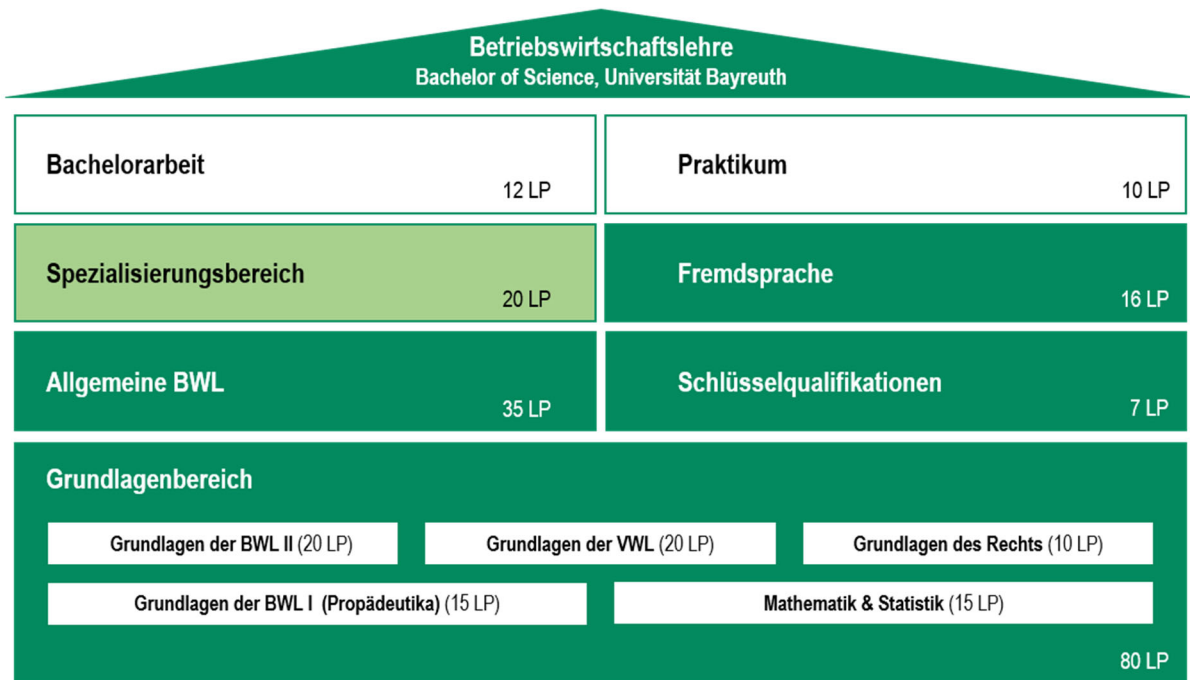 Betriebswirtschaftslehre
Bachelor of Science, Universität Bayreuth
Bachelorarbeit
12 LP
Praktikum
10 LP
Spezialisierungsbereich
20 LP
Fremdsprache
16 LP
Allgemeine BWL
35 LP
Schlüsselqualifikationen
7 LP
Grundlagenbereich
Grundlagen der BWL II (20 LP)
Grundlagen der VWL (20 LP)
Grundlagen des Rechts (10 LP)
Grundlagen der BWL I (Propädeutika) (15 LP)
Mathematik & Statistik (15 LP)
80 LP